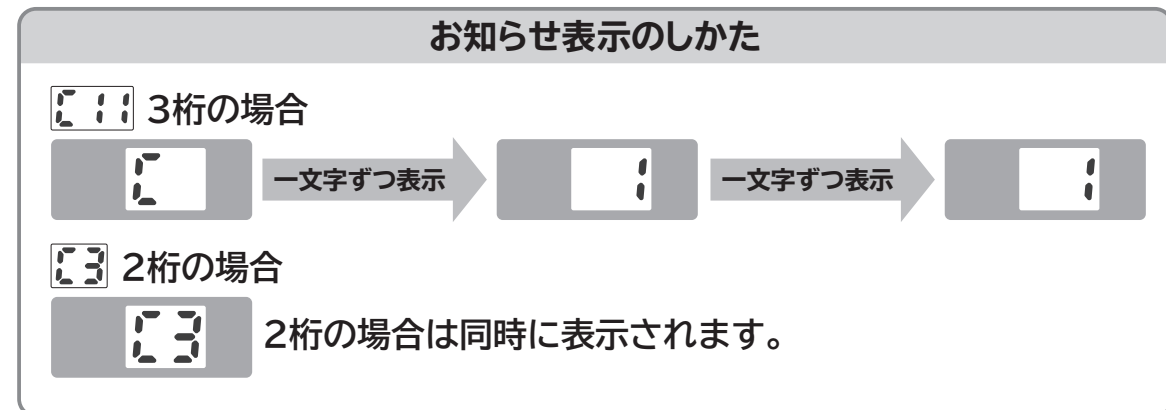 お知らせ表示のしかた
C11 3桁の場合
C 一文字ずつ表示 1 一文字ずつ表示 1
C3 2桁の場合
C3 2桁の場合は同時に表示されます。